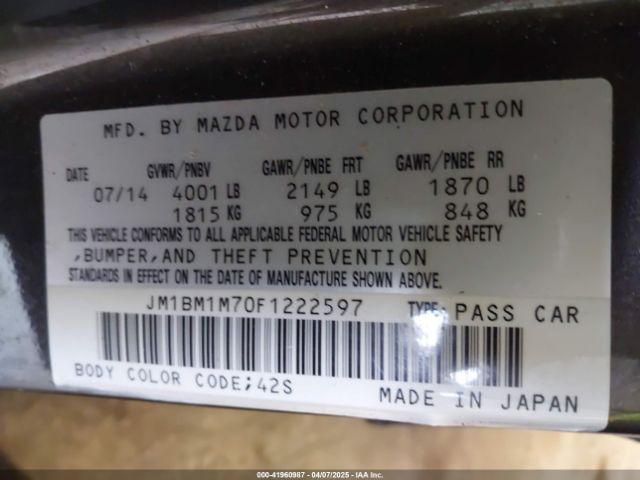 MFD. BY MAZDA MOTOR CORPORATION
DATE GVWR/PNBV GAWR/PNBE FRT GAWR/PNBE RR
07/14 4001 LB 2149 LB 1870 LB
1815 KG 975 KG 848 KG
THIS VEHICLE CONFORMS TO ALL APPLICABLE FEDERAL MOTOR VEHICLE SAFETY
,BUMPER,AND THEFT PREVENTION
STANDARDS IN EFFECT ON THE DATE OF MANUFACTURE SHOWN ABOVE.
JM1BM1M70F1222597 TYPE: PASS CAR
BODY COLOR CODE;42S MADE IN JAPAN
000-41960987 - 04/07/2025 - IAA Inc.